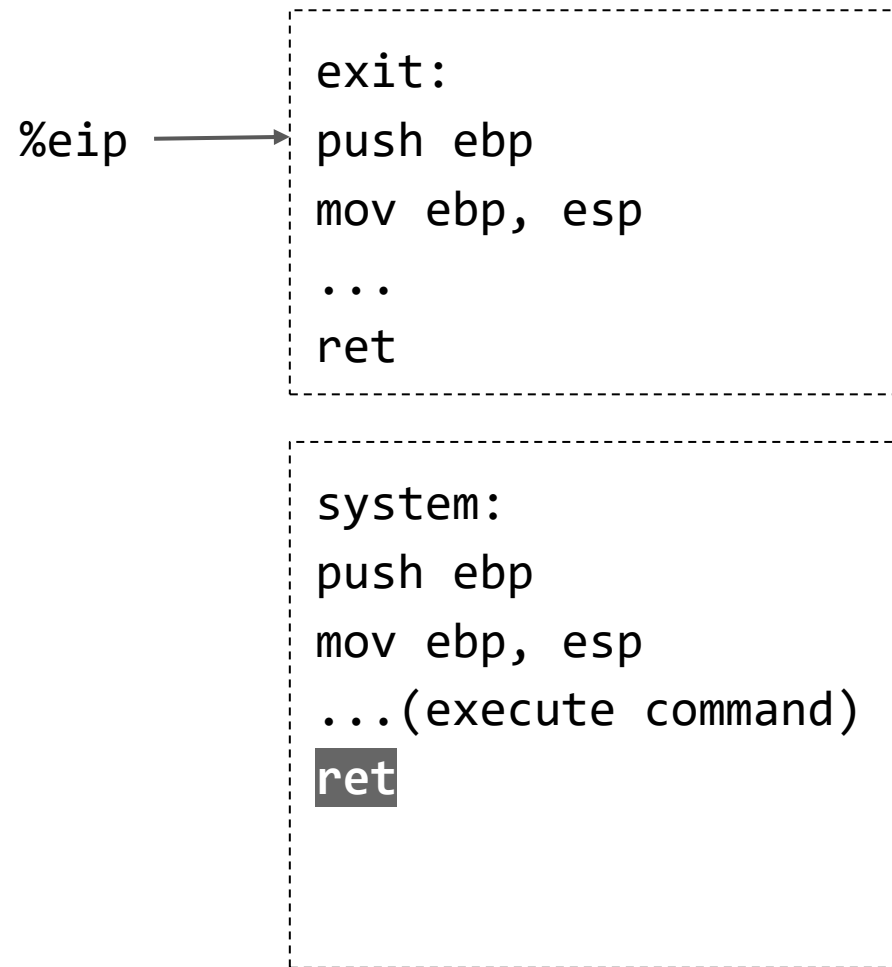 exit:
%eip
push ebp
mov ebp, esp
...
ret
system:
push ebp
mov ebp, esp
...(execute command)
ret